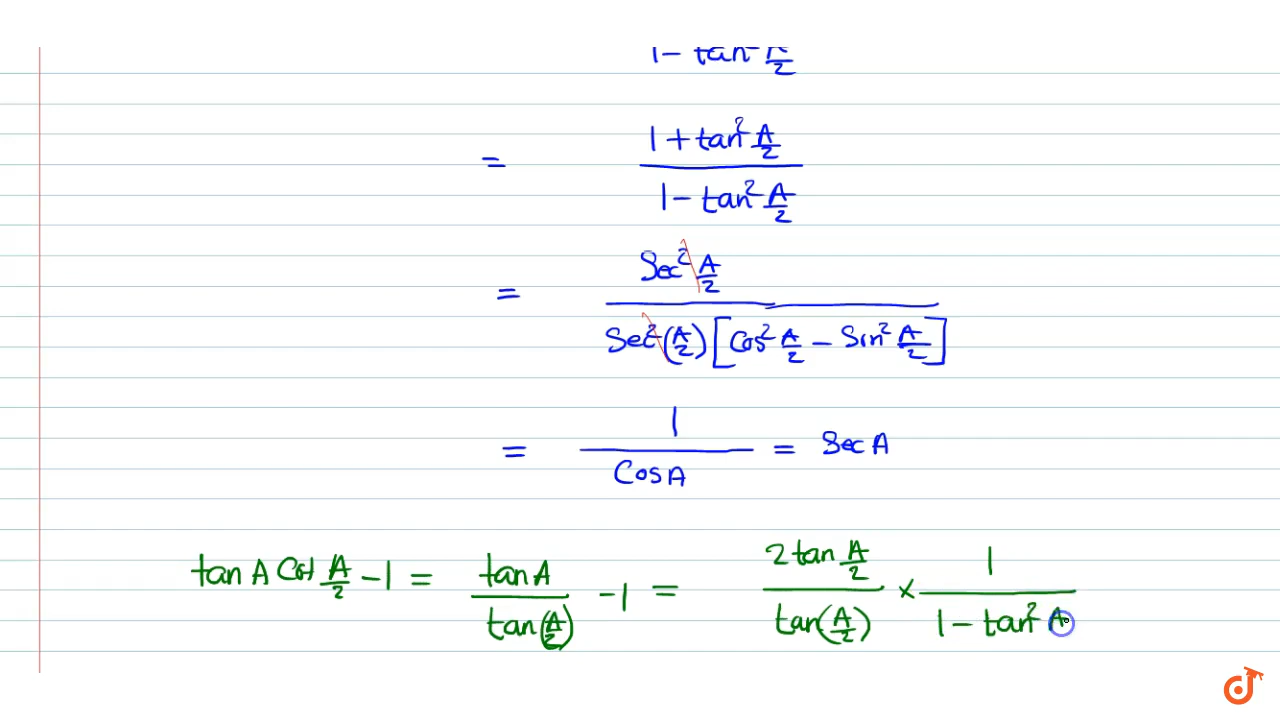 1 - tan² A/2
= (1 + tan² A/2) / (1 - tan² A/2)
= Sec² A/2 / Sec² (A/2) [Cos² A/2 - Sin² A/2]
= 1 / Cos A = Sec A
tan A Cot A/2 - 1 = tan A / tan (A/2) - 1 = 2 tan A/2 / tan (A/2) × 1 / 1 - tan² A